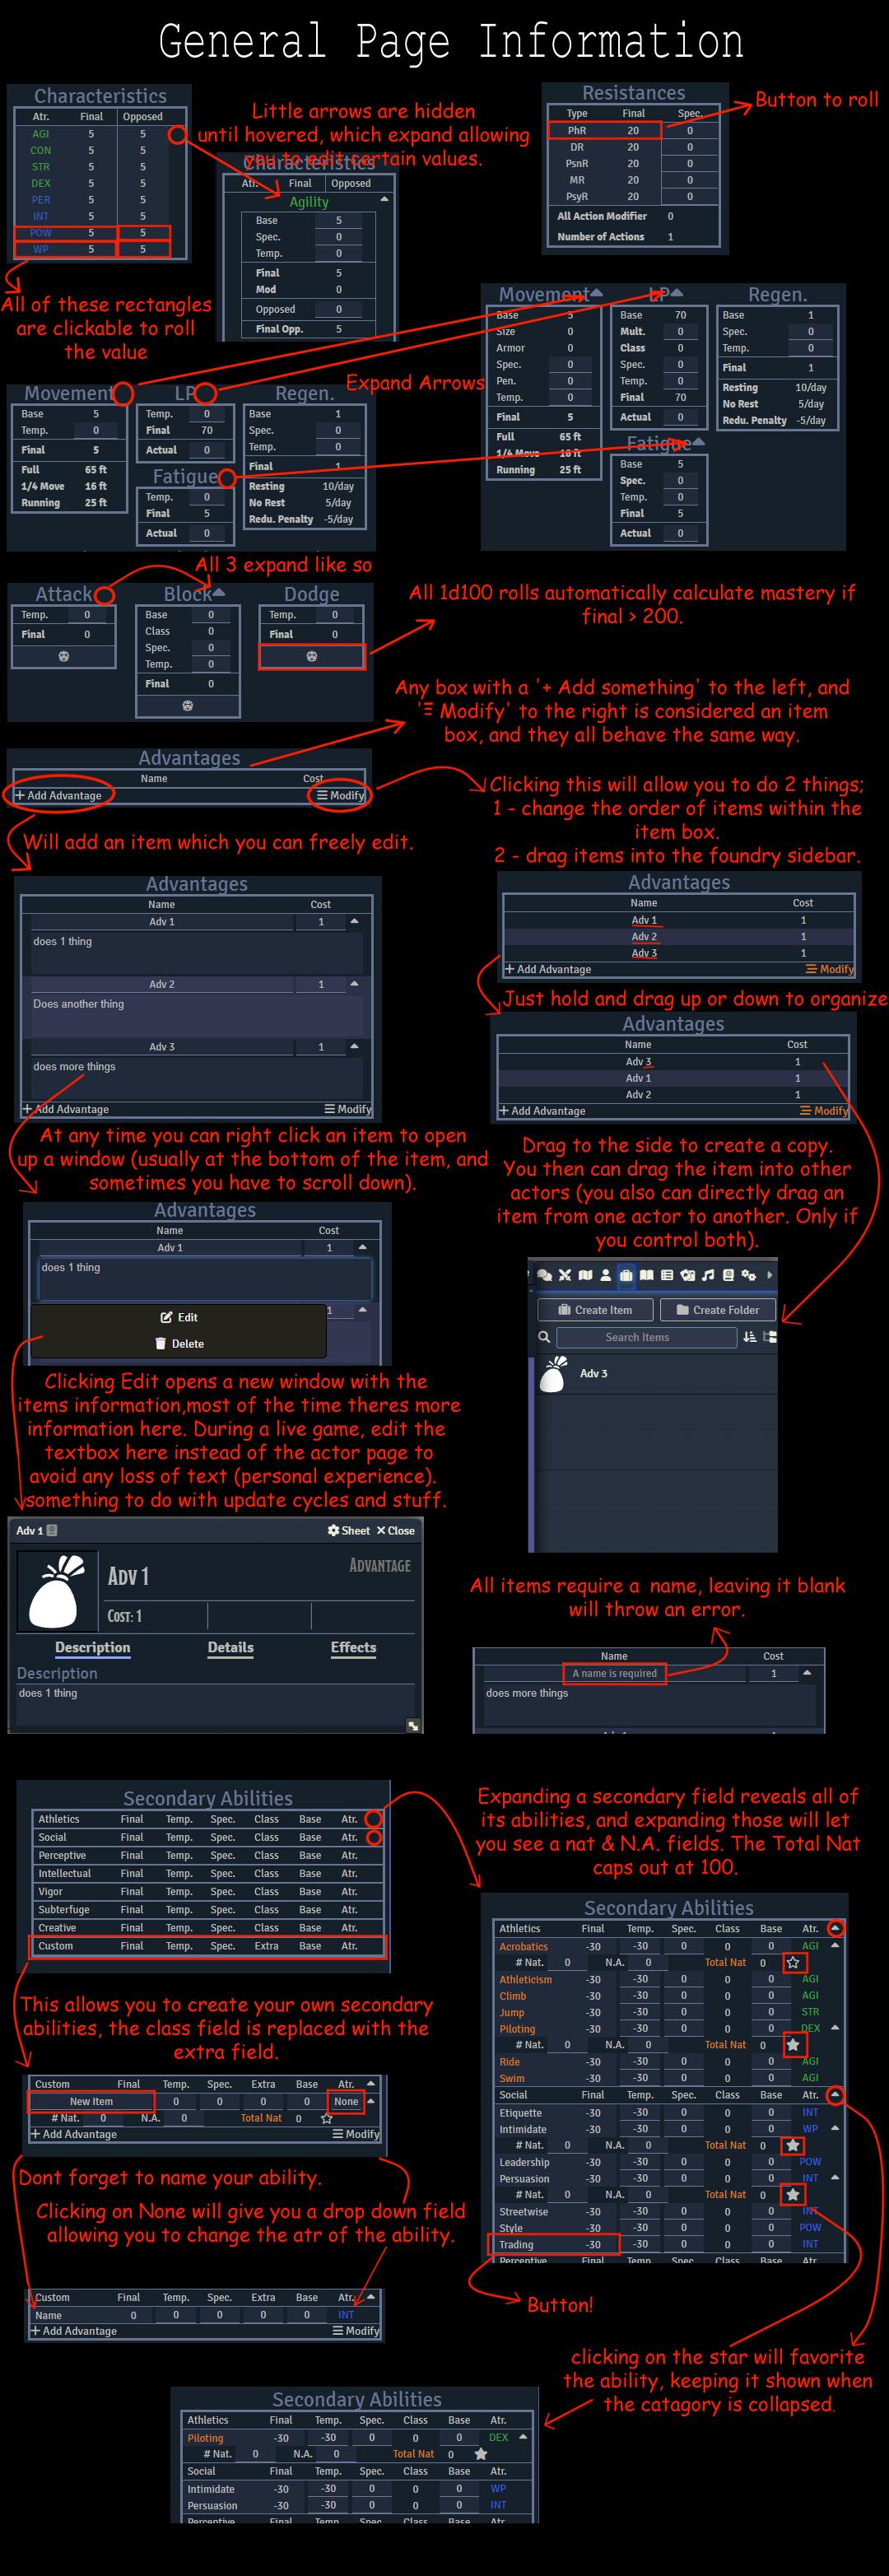 General Page Information
Characteristics
Atr. Final Opposed
AGI 5 5
CON 5 5
STR 5 5
DEX 5 5
PER 5 5
INT 5 5
POW 5 5
WP 5 5
Little arrows are hidden
until hovered, which expand allowing
you to edit certain values.
Characteristics
Atr. Final Opposed
Agility
Base 5
Spec. 0
Temp. 0
Final 5
Mod 0
Opposed 0
Final Opp. 5
Resistances
Type Final Spec.
PhR 20 0
DR 20 0
PsnR 20 0
MR 20 0
PsyR 20 0
All Action Modifier 0
Number of Actions 1
Button to roll
All of these rectangles
are clickable to roll
the value
Movement
Base 5
Temp. 0
Final 5
Full 65 ft
1/4 Move 16 ft
Running 25 ft
LP
Temp. 0
Final 70
Actual 0
Fatigue
Temp. 0
Final 5
Actual 0
Regen.
Base 1
Spec. 0
Temp. 0
Final 1
Resting 10/day
No Rest 5/day
Redu. Penalty -5/day
Expand Arrows
Movement
Base 5
Size 0
Armor 0
Spec. 0
Pen. 0
Temp. 0
Final 5
Full 65 ft
1/4 Move 16 ft
Running 25 ft
LP
Base 70
Mult. 0
Class 0
Spec. 0
Temp. 0
Final 70
Actual 0
Fatigue
Base 5
Spec. 0
Temp. 0
Final 5
Actual 0
Regen.
Base 1
Spec. 0
Temp. 0
Final 1
Resting 10/day
No Rest 5/day
Redu. Penalty -5/day
All 3 expand like so
Attack
Temp. 0
Final 0
Block
Base 0
Class 0
Spec. 0
Temp. 0
Final 0
Dodge
Temp. 0
Final 0
All 1d100 rolls automatically calculate mastery if
final > 200.
Any box with a '+ Add something' to the left, and
'☰ Modify' to the right is considered an item
box, and they all behave the same way.
Advantages
Name Cost
+ Add Advantage ☰ Modify
Will add an item which you can freely edit.
Clicking this will allow you to do 2 things;
1 - change the order of items within the
item box.
2 - drag items into the foundry sidebar.
Advantages
Name Cost
Adv 1 1
does 1 thing
Adv 2 1
Does another thing
Adv 3 1
does more things
+ Add Advantage ☰ Modify
Advantages
Name Cost
Adv 1 1
Adv 2 1
Adv 3 1
+ Add Advantage ☰ Modify
Just hold and drag up or down to organize
Advantages
Name Cost
Adv 3 1
Adv 1 1
Adv 2 1
+ Add Advantage ☰ Modify
At any time you can right click an item to open
up a window (usually at the bottom of the item, and
sometimes you have to scroll down).
Drag to the side to create a copy.
You then can drag the item into other
actors (you also can directly drag an
item from one actor to another. Only if
you control both).
Advantages
Name Cost
Adv 1 1
does 1 thing
1
Edit
Delete
Create Item Create Folder
Search Items
Adv 3
Clicking Edit opens a new window with the
items information,most of the time theres more
information here. During a live game, edit the
textbox here instead of the actor page to
avoid any loss of text (personal experience).
something to do with update cycles and stuff.
Adv 1 Sheet Close
Adv 1 Advantage
Cost: 1
Description Details Effects
Description
does 1 thing
All items require a name, leaving it blank
will throw an error.
Name Cost
A name is required 1
does more things
Secondary Abilities
Athletics Final Temp. Spec. Class Base Atr.
Social Final Temp. Spec. Class Base Atr.
Perceptive Final Temp. Spec. Class Base Atr.
Intellectual Final Temp. Spec. Class Base Atr.
Vigor Final Temp. Spec. Class Base Atr.
Subterfuge Final Temp. Spec. Class Base Atr.
Creative Final Temp. Spec. Class Base Atr.
Custom Final Temp. Spec. Extra Base Atr.
Expanding a secondary field reveals all of
its abilities, and expanding those will let
you see a nat & N.A. fields. The Total Nat
caps out at 100.
This allows you to create your own secondary
abilities, the class field is replaced with the
extra field.
Custom Final Temp. Spec. Extra Base Atr.
New Item 0 0 0 0 None
# Nat. 0 N.A. 0 Total Nat 0
+ Add Advantage ☰ Modify
Dont forget to name your ability.
Clicking on None will give you a drop down field
allowing you to change the atr of the ability.
Custom Final Temp. Spec. Extra Base Atr.
Name 0 0 0 0 0 INT
+ Add Advantage ☰ Modify
Secondary Abilities
Athletics Final Temp. Spec. Class Base Atr.
Acrobatics -30 -30 0 0 0 AGI
# Nat. 0 N.A. 0 Total Nat 0
Athleticism -30 -30 0 0 0 AGI
Climb -30 -30 0 0 0 AGI
Jump -30 -30 0 0 0 STR
Piloting -30 -30 0 0 0 DEX
# Nat. 0 N.A. 0 Total Nat 0
Ride -30 -30 0 0 0 AGI
Swim -30 -30 0 0 0 AGI
Social Final Temp. Spec. Class Base Atr.
Etiquette -30 -30 0 0 0 INT
Intimidate -30 -30 0 0 0 WP
# Nat. 0 N.A. 0 Total Nat 0
Leadership -30 -30 0 0 0 POW
Persuasion -30 -30 0 0 0 INT
# Nat. 0 N.A. 0 Total Nat 0
Streetwise -30 -30 0 0 0 INT
Style -30 -30 0 0 0 POW
Trading -30 -30 0 0 0 INT
Perceptive Final Temp. Spec. Class Base Atr.
Button!
clicking on the star will favorite
the ability, keeping it shown when
the catagory is collapsed.
Secondary Abilities
Athletics Final Temp. Spec. Class Base Atr.
Piloting -30 -30 0 0 0 DEX
# Nat. 0 N.A. 0 Total Nat 0
Social Final Temp. Spec. Class Base Atr.
Intimidate -30 -30 0 0 0 WP
Persuasion -30 -30 0 0 0 INT
Perceptive Final Temp. Spec. Class Base Atr.